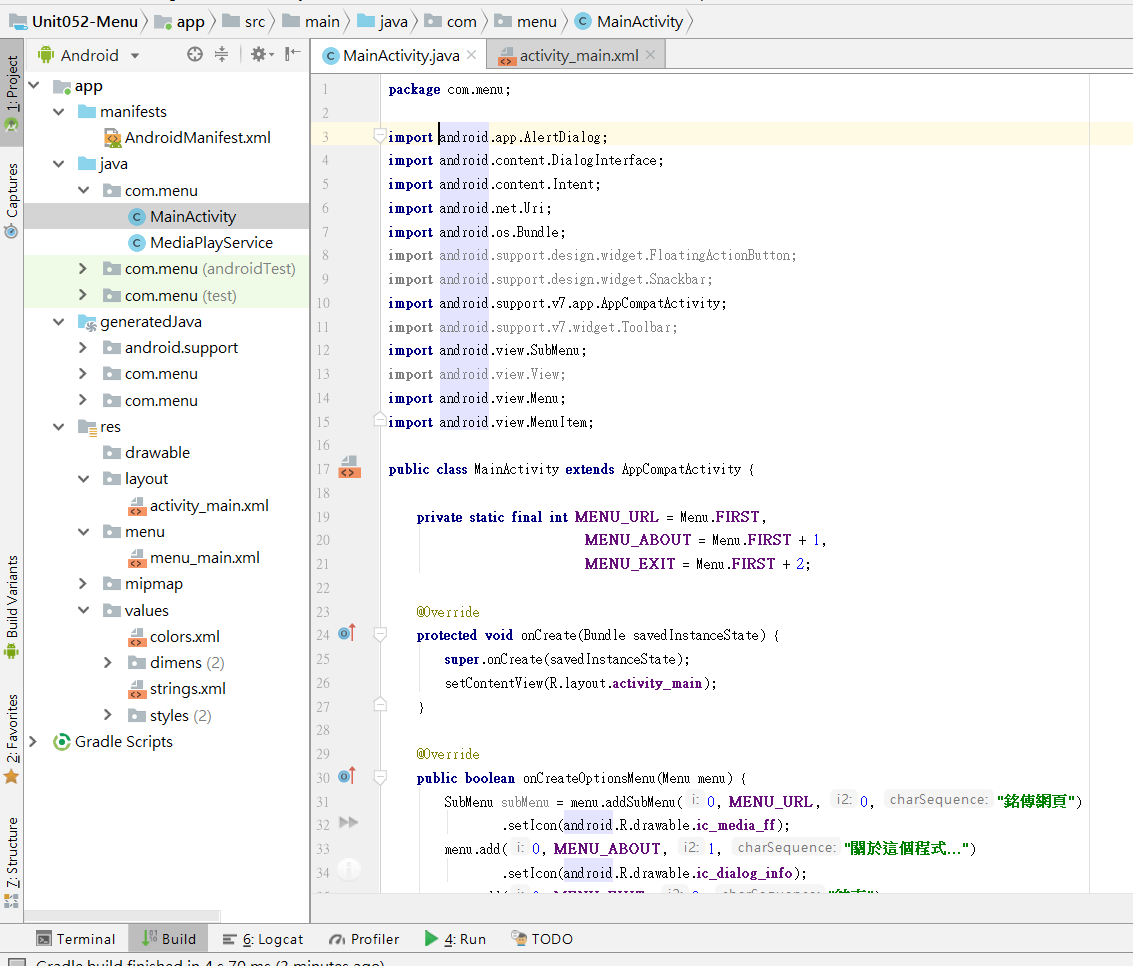 Unit052-Menu app src main java com menu MainActivity
1: Project
Captures
Build Variants
2: Favorites
7: Structure
Android
app
manifests
AndroidManifest.xml
java
com.menu
MainActivity
MediaPlayService
com.menu (androidTest)
com.menu (test)
generatedJava
android.support
com.menu
com.menu
res
drawable
layout
activity_main.xml
menu
menu_main.xml
mipmap
values
colors.xml
dimens (2)
strings.xml
styles (2)
Gradle Scripts
MainActivity.java activity_main.xml
1 package com.menu;
2
3 import android.app.AlertDialog;
4 import android.content.DialogInterface;
5 import android.content.Intent;
6 import android.net.Uri;
7 import android.os.Bundle;
8 import android.support.design.widget.FloatingActionButton;
9 import android.support.design.widget.Snackbar;
10 import android.support.v7.app.AppCompatActivity;
11 import android.support.v7.widget.Toolbar;
12 import android.view.SubMenu;
13 import android.view.View;
14 import android.view.Menu;
15 import android.view.MenuItem;
16
17 public class MainActivity extends AppCompatActivity {
18
19 private static final int MENU_URL = Menu.FIRST,
20 MENU_ABOUT = Menu.FIRST + 1,
21 MENU_EXIT = Menu.FIRST + 2;
22
23 @Override
24 protected void onCreate(Bundle savedInstanceState) {
25 super.onCreate(savedInstanceState);
26 setContentView(R.layout.activity_main);
27 }
28
29 @Override
30 public boolean onCreateOptionsMenu(Menu menu) {
31 SubMenu subMenu = menu.addSubMenu( i: 0, MENU_URL, i2: 0, charSequence: "銘傳網頁")
32 .setIcon(android.R.drawable.ic_media_ff);
33 menu.add( i: 0, MENU_ABOUT, i2: 1, charSequence: "關於這個程式...")
34 .setIcon(android.R.drawable.ic_dialog_info);
Terminal Build 6: Logcat Profiler 4: Run TODO
Gradle build finished in 4 s 70 ms (3 minutes ago)